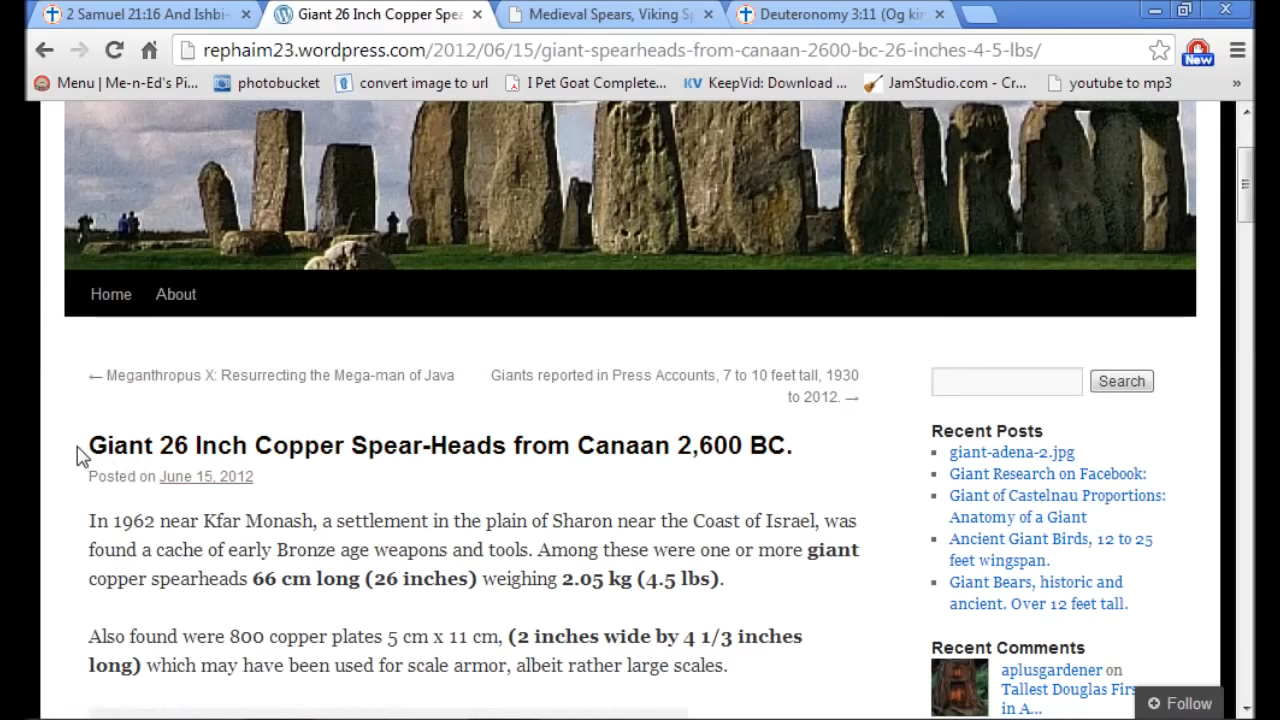 2 Samuel 21:16 And Ishbi-
Giant 26 Inch Copper Spea
Medieval Spears, Viking Sp
Deuteronomy 3:11 (Og kin
rephaim23.wordpress.com/2012/06/15/giant-spearheads-from-canaan-2600-bc-26-inches-4-5-lbs/
New
Menu | Me-n-Ed's Pi...
photobucket
convert image to url
I Pet Goat Complete...
KV KeepVid: Download ...
JamStudio.com - Cr...
youtube to mp3
»
Home About
← Meganthropus X: Resurrecting the Mega-man of Java
Giants reported in Press Accounts, 7 to 10 feet tall, 1930
to 2012. →
Giant 26 Inch Copper Spear-Heads from Canaan 2,600 BC.
Posted on June 15, 2012
In 1962 near Kfar Monash, a settlement in the plain of Sharon near the Coast of Israel, was
found a cache of early Bronze age weapons and tools. Among these were one or more giant
copper spearheads 66 cm long (26 inches) weighing 2.05 kg (4.5 lbs).
Also found were 800 copper plates 5 cm x 11 cm, (2 inches wide by 4 1/3 inches
long) which may have been used for scale armor, albeit rather large scales.
Search
Recent Posts
giant-adena-2.jpg
Giant Research on Facebook:
Giant of Castelnau Proportions:
Anatomy of a Giant
Ancient Giant Birds, 12 to 25
feet wingspan.
Giant Bears, historic and
ancient. Over 12 feet tall.
Recent Comments
aplusgardener on
Tallest Douglas Firs
in A...
Follow